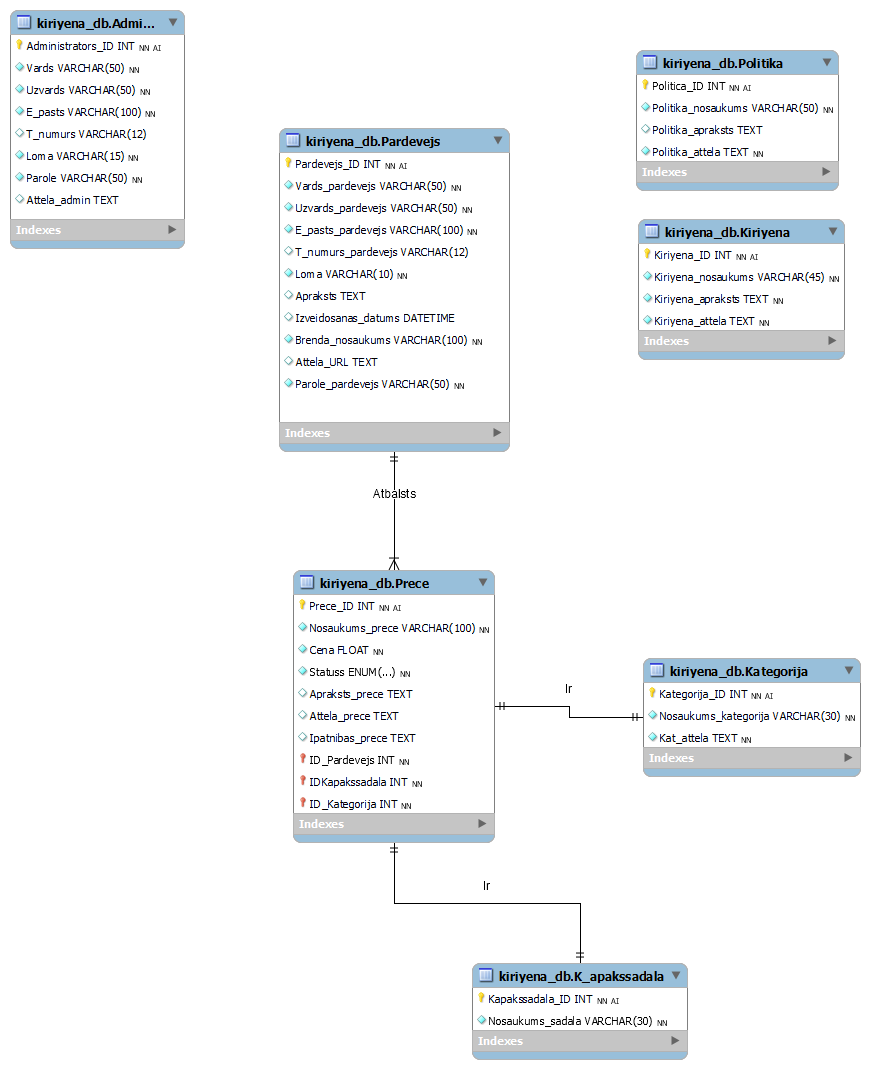 kiriyena_db.Admi...
Administrators_ID INT NN AI
Vards VARCHAR(50) NN
Uzvards VARCHAR(50) NN
E_pasts VARCHAR(100) NN
T_numurs VARCHAR(12)
Loma VARCHAR(15) NN
Parole VARCHAR(50) NN
Attela_admin TEXT
Indexes
kiriyena_db.Pardevejs
Pardevejs_ID INT NN AI
Vards_pardevejs VARCHAR(50) NN
Uzvards_pardevejs VARCHAR(50) NN
E_pasts_pardevejs VARCHAR(100) NN
T_numurs_pardevejs VARCHAR(12)
Loma VARCHAR(10) NN
Apraksts TEXT
Izveidosanas_datums DATETIME
Brenda_nosaukums VARCHAR(100) NN
Attela_URL TEXT
Parole_pardevejs VARCHAR(50) NN
Indexes
kiriyena_db.Politika
Politica_ID INT NN AI
Politika_nosaukums VARCHAR(50) NN
Politika_apraksts TEXT
Politika_attela TEXT NN
Indexes
kiriyena_db.Kiriyena
Kiriyena_ID INT NN AI
Kiriyena_nosaukums VARCHAR(45) NN
Kiriyena_apraksts TEXT NN
Kiriyena_attela TEXT NN
Indexes
Atbalsts
kiriyena_db.Prece
Prece_ID INT NN AI
Nosaukums_prece VARCHAR(100) NN
Cena FLOAT NN
Statuss ENUM(...) NN
Apraksts_prece TEXT
Attela_prece TEXT
Ipatnibas_prece TEXT
ID_Pardevejs INT NN
IDKapakssadala INT NN
ID_Kategorija INT NN
Indexes
Ir
kiriyena_db.Kategorija
Kategorija_ID INT NN AI
Nosaukums_kategorija VARCHAR(30) NN
Kat_attela TEXT NN
Indexes
Ir
kiriyena_db.K_apakssadala
Kapakssadala_ID INT NN AI
Nosaukums_sadala VARCHAR(30) NN
Indexes